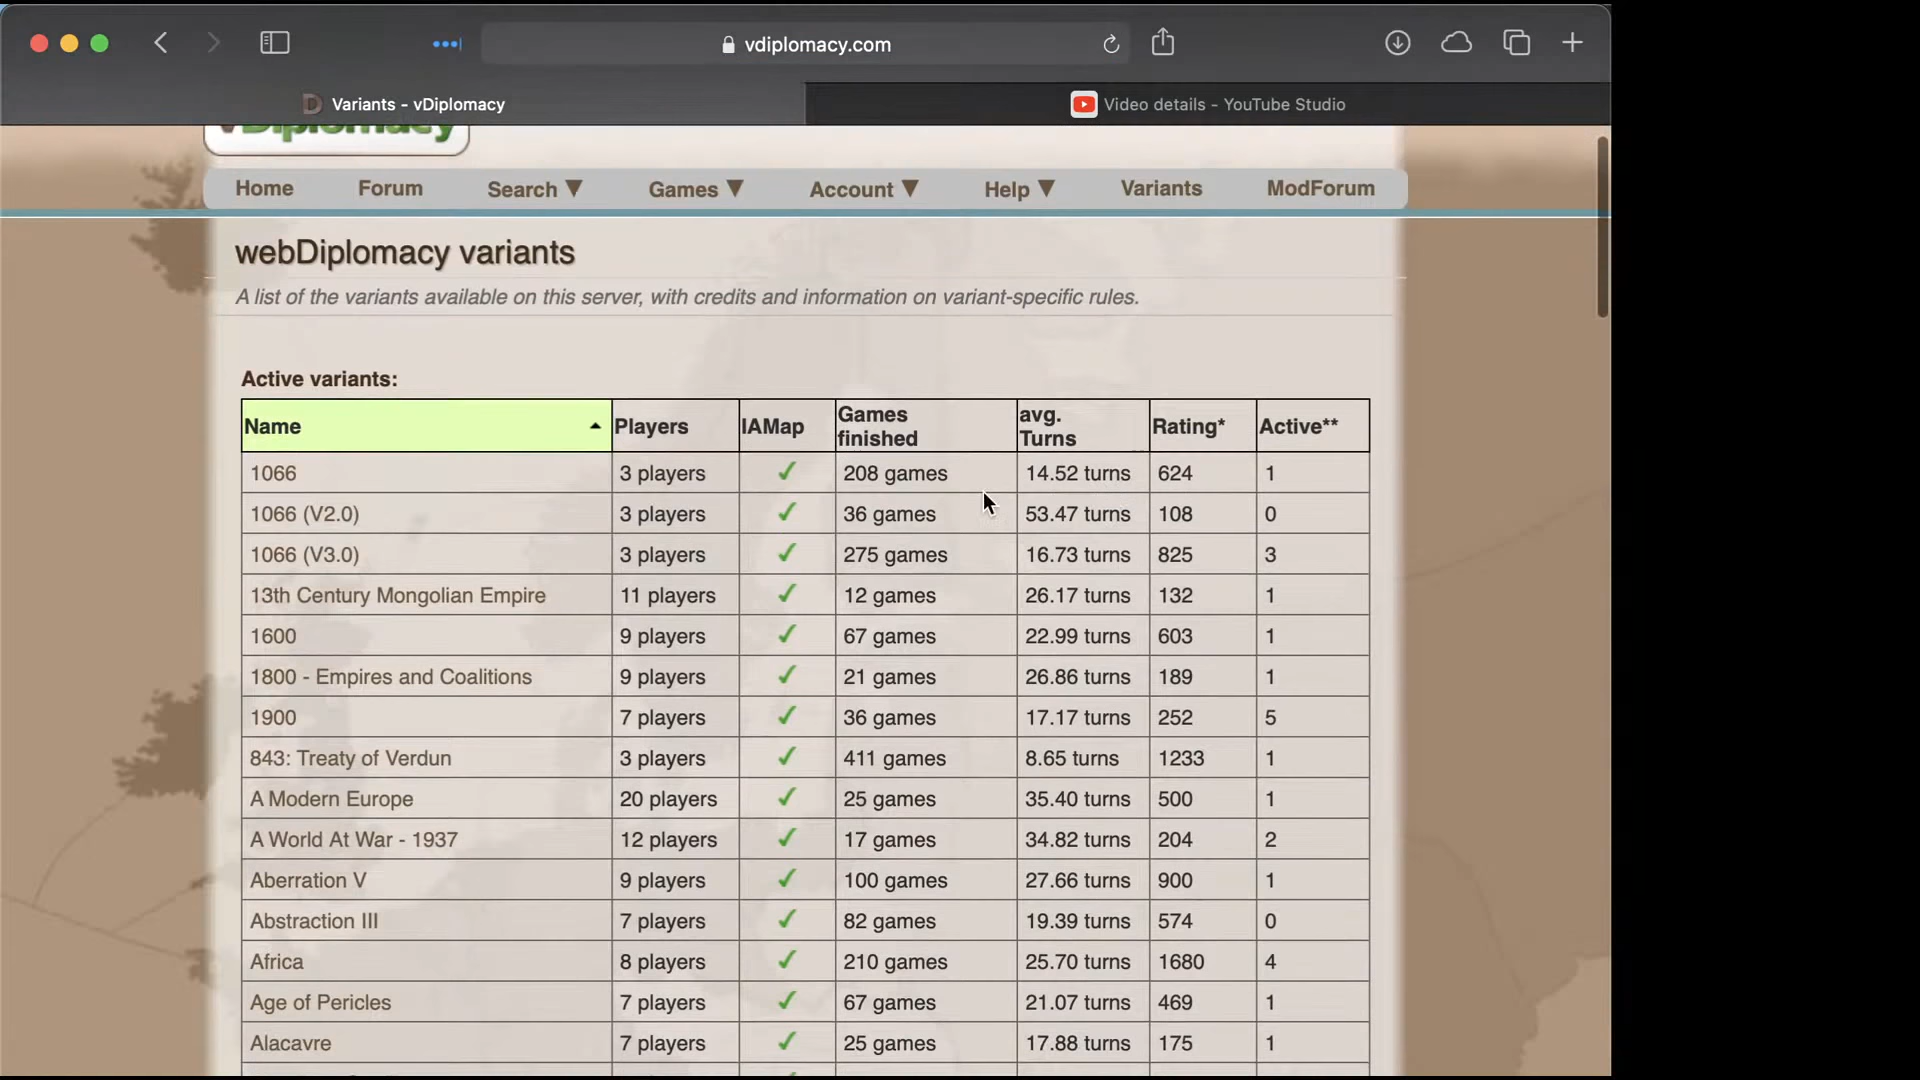 vdiplomacy.com
Variants - vDiplomacy
Video details - YouTube Studio
vDiplomacy
Home Forum Search ▼ Games ▼ Account ▼ Help ▼ Variants ModForum
webDiplomacy variants
A list of the variants available on this server, with credits and information on variant-specific rules.
Active variants:
Name Players IAMap Games finished avg. Turns Rating* Active**
1066 3 players ✓ 208 games 14.52 turns 624 1
1066 (V2.0) 3 players ✓ 36 games 53.47 turns 108 0
1066 (V3.0) 3 players ✓ 275 games 16.73 turns 825 3
13th Century Mongolian Empire 11 players ✓ 12 games 26.17 turns 132 1
1600 9 players ✓ 67 games 22.99 turns 603 1
1800 - Empires and Coalitions 9 players ✓ 21 games 26.86 turns 189 1
1900 7 players ✓ 36 games 17.17 turns 252 5
843: Treaty of Verdun 3 players ✓ 411 games 8.65 turns 1233 1
A Modern Europe 20 players ✓ 25 games 35.40 turns 500 1
A World At War - 1937 12 players ✓ 17 games 34.82 turns 204 2
Aberration V 9 players ✓ 100 games 27.66 turns 900 1
Abstraction III 7 players ✓ 82 games 19.39 turns 574 0
Africa 8 players ✓ 210 games 25.70 turns 1680 4
Age of Pericles 7 players ✓ 67 games 21.07 turns 469 1
Alacavre 7 players ✓ 25 games 17.88 turns 175 1